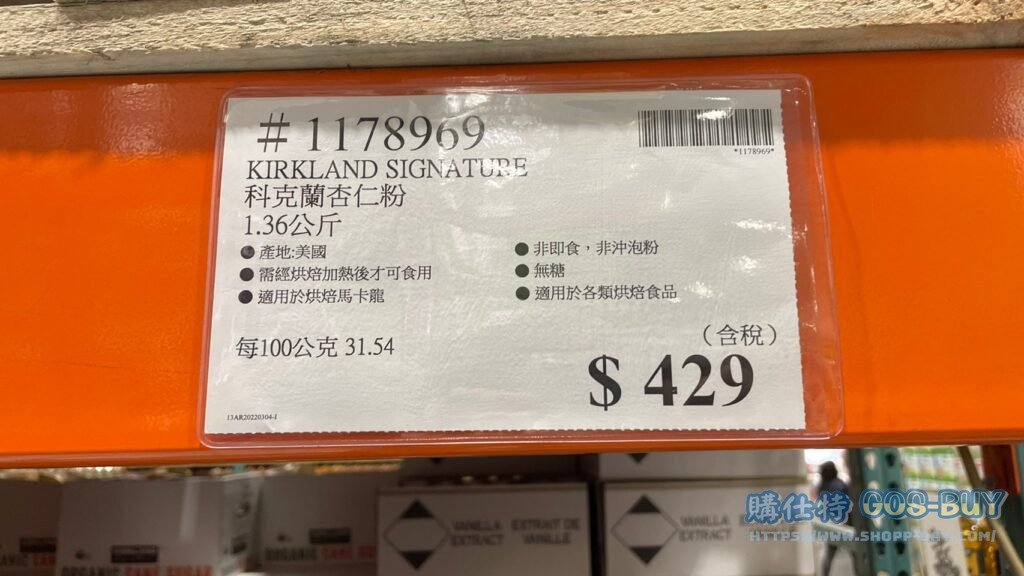 #1178969
*1178969*
KIRKLAND SIGNATURE
科克蘭杏仁粉
1.36公斤
●產地:美國
●需經烘焙加熱後才可食用
●適用於烘焙馬卡龍
●非即食，非沖泡粉
●無糖
●適用於各類烘焙食品
每100公克 31.54
（含稅）
$ 429
13AR20220304-1
ORGANIC CANE SUGAR
VANILLA EXTRACT
EXTRAIT DE VANILLE
VANILLA EXTRACT
購仕特 GOS-BUY